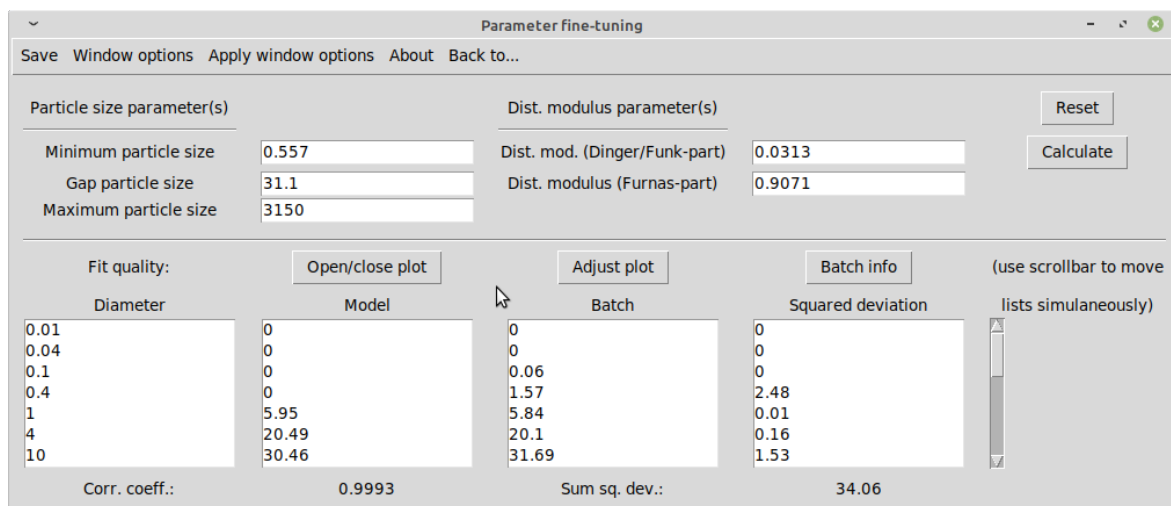 Parameter fine-tuning
Save Window options Apply window options About Back to...
Particle size parameter(s) Dist. modulus parameter(s) Reset
Minimum particle size 0.557 Dist. mod. (Dinger/Funk-part) 0.0313 Calculate
Gap particle size 31.1 Dist. modulus (Furnas-part) 0.9071
Maximum particle size 3150
Fit quality: Open/close plot Adjust plot Batch info (use scrollbar to move
Diameter Model Batch Squared deviation lists simulaneously)
0.01 0 0 0
0.04 0 0 0
0.1 0 0.06 0
0.4 0 1.57 2.48
1 5.95 5.84 0.01
4 20.49 20.1 0.16
10 30.46 31.69 1.53
Corr. coeff.: 0.9993 Sum sq. dev.: 34.06